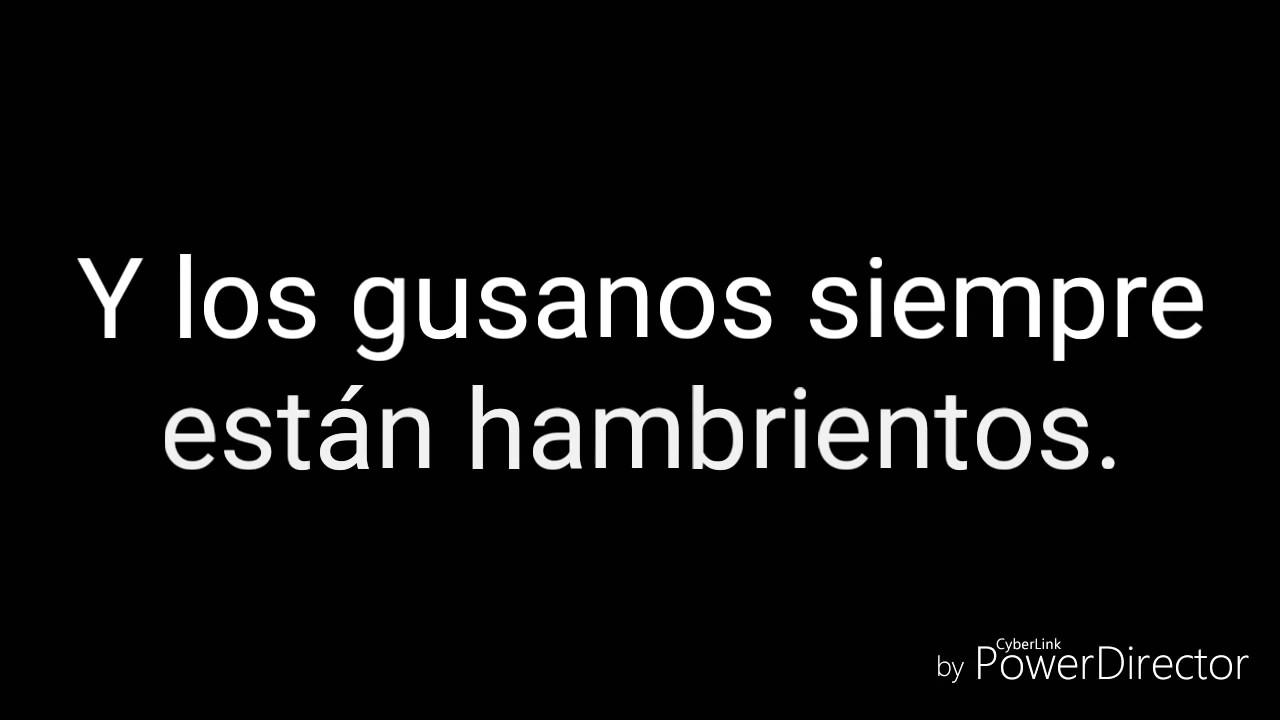 Y los gusanos siempre
están hambrientos.
CyberLink
by PowerDirector